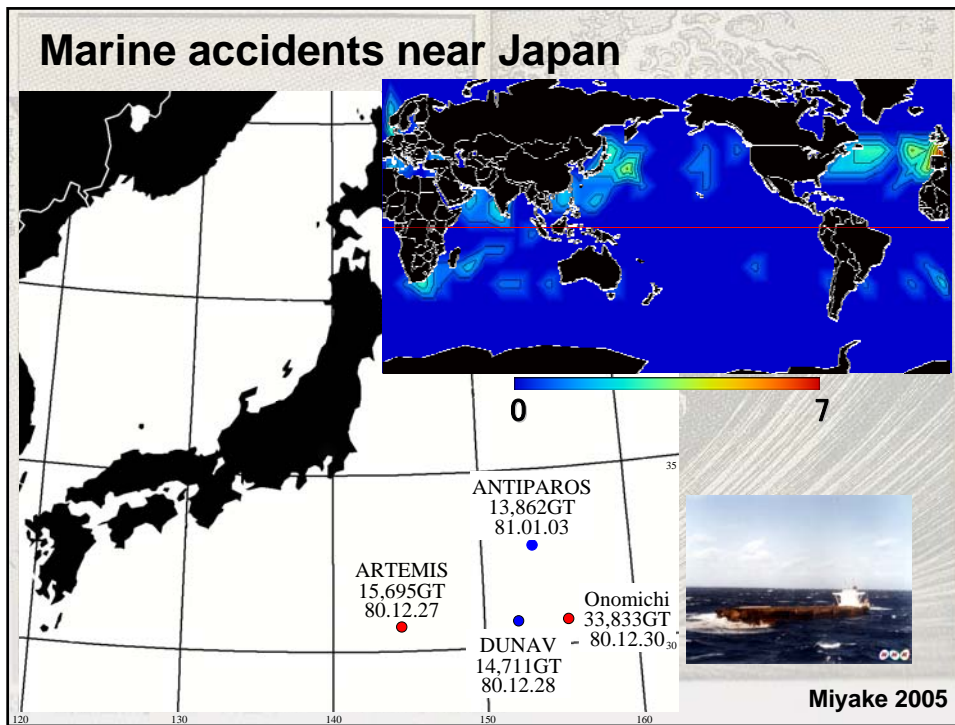 Marine accidents near Japan
0 7
35
ANTIPAROS
13,862GT
81.01.03
ARTEMIS
15,695GT
80.12.27
Onomichi
33,833GT
80.12.30
30
DUNAV
14,711GT
80.12.28
Miyake 2005
120 130 140 150 160